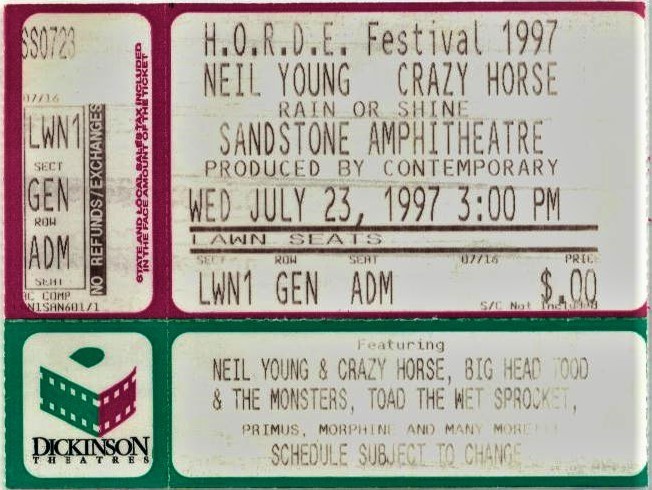 SS0723
07/16
LWN1
SECT
GEN
ROW
ADM
SEAT
COMP
NO REFUNDS/EXCHANGES
STATE AND LOCAL SALES TAX INCLUDED
IN THE FACE AMOUNT OF THE TICKET
H.O.R.D.E. Festival 1997
NEIL YOUNG CRAZY HORSE
RAIN OR SHINE
SANDSTONE AMPHITHEATRE
PRODUCED BY CONTEMPORARY
WED JULY 23, 1997 3:00 PM
LAWN SEATS
SECT ROW SEAT 07/16 PRICE
LWN1 GEN ADM $.00
S/C Not Included
DICKINSON
THEATRES
Featuring
NEIL YOUNG & CRAZY HORSE, BIG HEAD TODD
& THE MONSTERS, TOAD THE WET SPROCKET,
PRIMUS, MORPHINE AND MANY MORE
SCHEDULE SUBJECT TO CHANGE